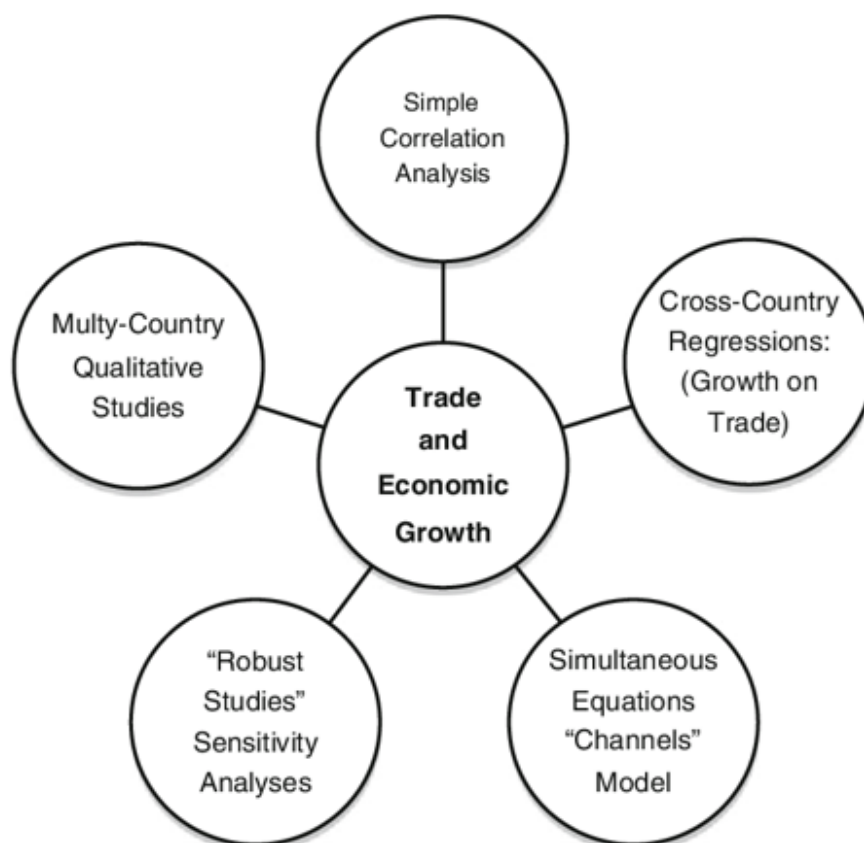 Simple
Correlation
Analysis
Multy-Country
Qualitative
Studies
Cross-Country
Regressions:
(Growth on
Trade)
Trade
and
Economic
Growth
“Robust
Studies”
Sensitivity
Analyses
Simultaneous
Equations
“Channels”
Model